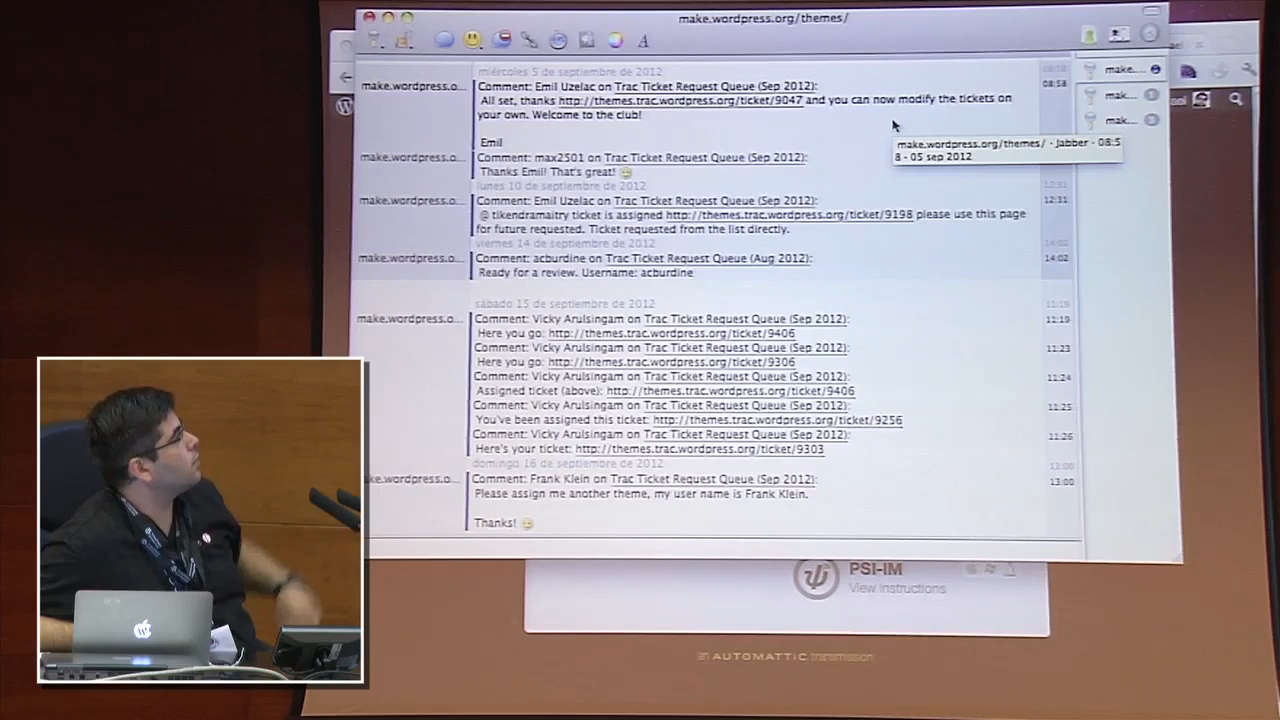 make.wordpress.org/themes/
miércoles 5 de septiembre de 2012
08:58
make.wordpress.o...
Comment: Emil Uzelac on Trac Ticket Request Queue (Sep 2012):
08:58
All set, thanks http://themes.trac.wordpress.org/ticket/9047 and you can now modify the tickets on
your own. Welcome to the club!
Emil
make.wordpress.o...
Comment: max2501 on Trac Ticket Request Queue (Sep 2012):
Thanks Emil! That's great!
lunes 10 de septiembre de 2012
12:31
make.wordpress.o...
Comment: Emil Uzelac on Trac Ticket Request Queue (Sep 2012):
12:31
@ tikendramaitry ticket is assigned http://themes.trac.wordpress.org/ticket/9198 please use this page
for future requested. Ticket requested from the list directly.
viernes 14 de septiembre de 2012
14:02
make.wordpress.o...
Comment: acburdine on Trac Ticket Request Queue (Aug 2012):
14:02
Ready for a review. Username: acburdine
sábado 15 de septiembre de 2012
11:19
make.wordpress.o...
Comment: Vicky Arulsingam on Trac Ticket Request Queue (Sep 2012):
11:19
Here you go: http://themes.trac.wordpress.org/ticket/9406
Comment: Vicky Arulsingam on Trac Ticket Request Queue (Sep 2012):
11:23
Here you go: http://themes.trac.wordpress.org/ticket/9306
Comment: Vicky Arulsingam on Trac Ticket Request Queue (Sep 2012):
11:24
Assigned ticket (above): http://themes.trac.wordpress.org/ticket/9406
Comment: Vicky Arulsingam on Trac Ticket Request Queue (Sep 2012):
11:25
You've been assigned this ticket: http://themes.trac.wordpress.org/ticket/9256
Comment: Vicky Arulsingam on Trac Ticket Request Queue (Sep 2012):
11:26
Here's your ticket: http://themes.trac.wordpress.org/ticket/9303
domingo 16 de septiembre de 2012
13:00
ke.wordpress.o...
Comment: Frank Klein on Trac Ticket Request Queue (Sep 2012):
13:00
Please assign me another theme, my user name is Frank Klein.
Thanks!
make...
mak...
mak...
make.wordpress.org/themes/ - Jabber - 08:5
8 - 05 sep 2012
PSI-IM
View Instructions
an AUTOMATTIC transmission